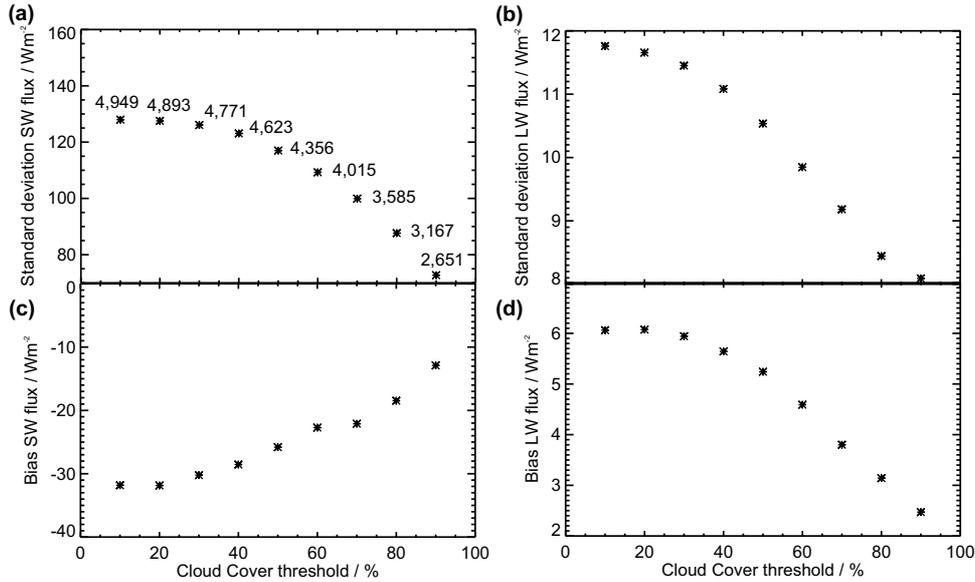 (a)
Standard deviation SW flux / Wm-2
160
140
120
100
80
4,949
4,893
4,771
4,623
4,356
4,015
3,585
3,167
2,651
(b)
Standard deviation LW flux / Wm-2
12
11
10
9
8
(c)
Bias SW flux / Wm-2
0
-10
-20
-30
-40
0 20 40 60 80 100
Cloud Cover threshold / %
(d)
Bias LW flux / Wm-2
6
5
4
3
2
0 20 40 60 80 100
Cloud Cover threshold / %